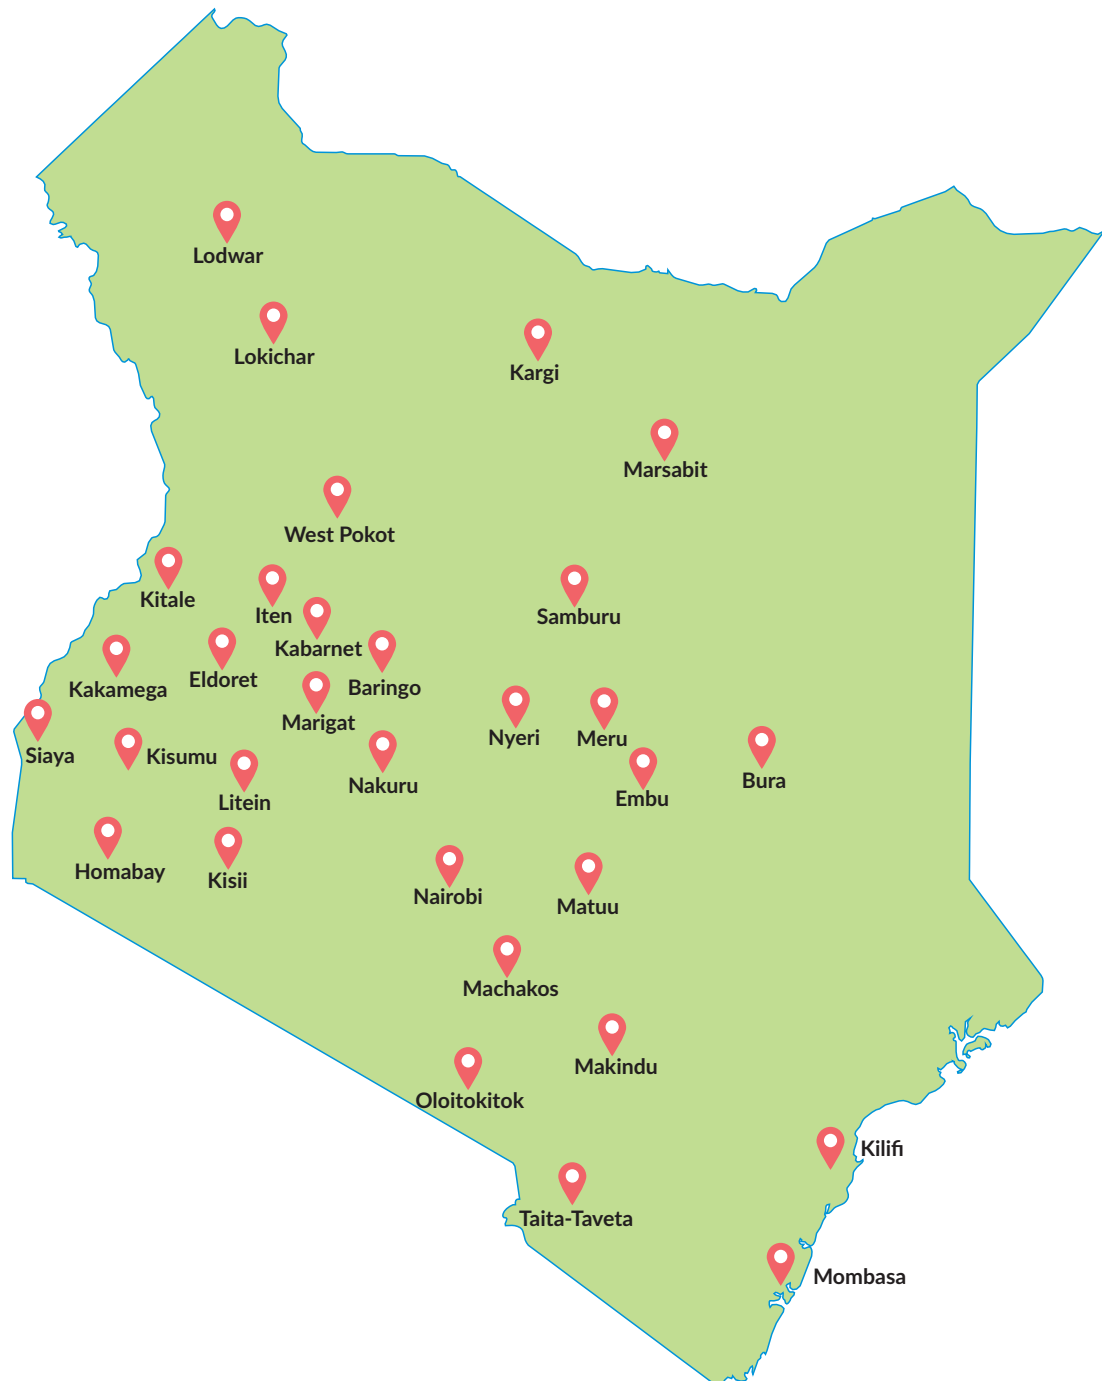 Lodwar
Lokichar
Kargi
Marsabit
West Pokot
Kitale
Iten
Samburu
Kabarnet
Eldoret
Baringo
Kakamega
Marigat
Nyeri
Meru
Siaya
Kisumu
Bura
Nakuru
Litein
Embu
Homabay
Kisii
Nairobi
Matuu
Machakos
Makindu
Oloitokitok
Kilifi
Taita-Taveta
Mombasa